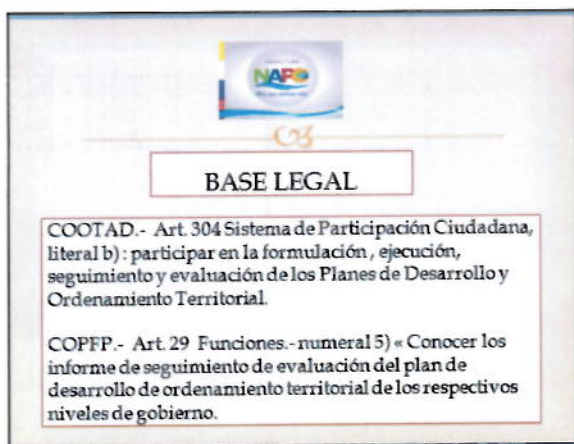 NAPO
BASE LEGAL
COOTAD.- Art. 304 Sistema de Participación Ciudadana,
literal b) : participar en la formulación , ejecución,
seguimiento y evaluación de los Planes de Desarrollo y
Ordenamiento Territorial.
COPFP.- Art. 29 Funciones.- numeral 5) « Conocer los
informe de seguimiento de evaluación del plan de
desarrollo de ordenamiento territorial de los respectivos
niveles de gobierno.